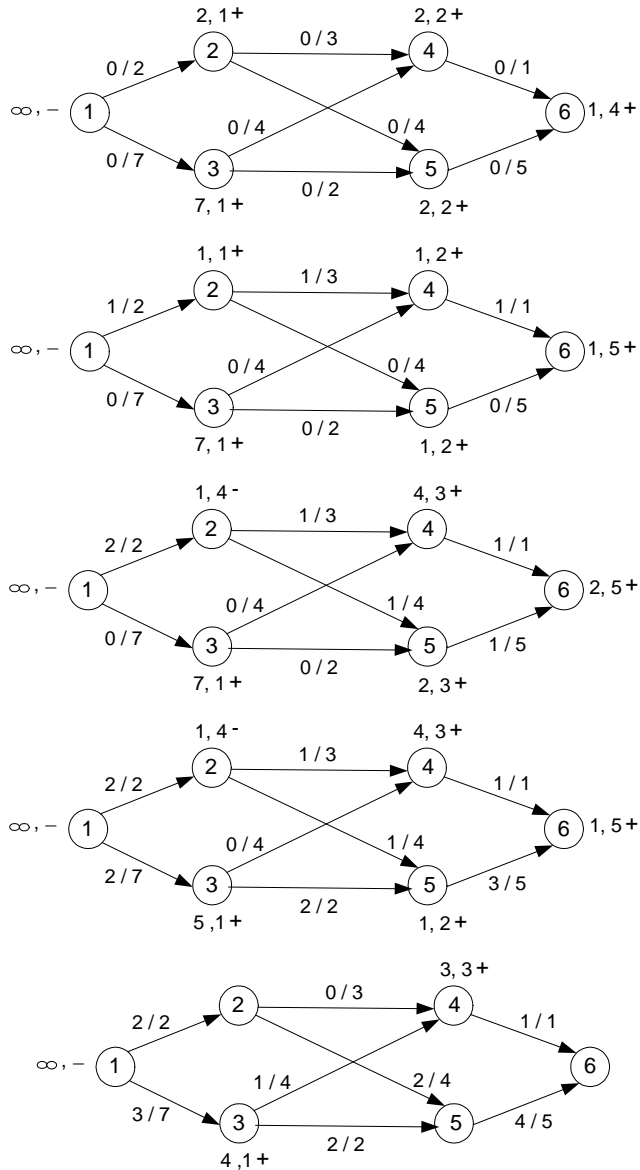 2, 1+ 2, 2+
0 / 3
2 4
0 / 2 0 / 1
∞, − 1 6 1, 4+
0 / 4 0 / 4
0 / 7 0 / 5
3 5
0 / 2
7, 1+ 2, 2+
1, 1+ 1, 2+
1 / 3
2 4
1 / 2 1 / 1
∞, − 1 6 1, 5+
0 / 4 0 / 4
0 / 7 0 / 5
3 5
0 / 2
7, 1+ 1, 2+
1, 4- 4, 3+
1 / 3
2 4
2 / 2 1 / 1
∞, − 1 6 2, 5+
0 / 4 1 / 4
0 / 7 1 / 5
3 5
0 / 2
7, 1+ 2, 3+
1, 4- 4, 3+
1 / 3
2 4
2 / 2 1 / 1
∞, − 1 6 1, 5+
0 / 4 1 / 4
2 / 7 3 / 5
3 5
2 / 2
5 ,1+ 1, 2+
3, 3+
0 / 3
2 4
2 / 2 1 / 1
∞, − 1 6
1 / 4 2 / 4
3 / 7 4 / 5
3 5
2 / 2
4 ,1+